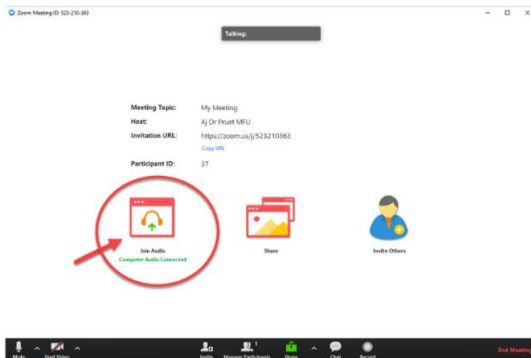 Zoom Meeting ID: 523-210-363
Talking:
Meeting Topic: My Meeting
Host: Aj Dr Pruet MFU
Invitation URL: https://zoom.us/j/523210363
Copy URL
Participant ID: 37
Join Audio
Computer Audio Connected
Share
Invite Others
1
Mute
Start Video
Invite
Manage Participants
Share
Chat
Record
End Meeting